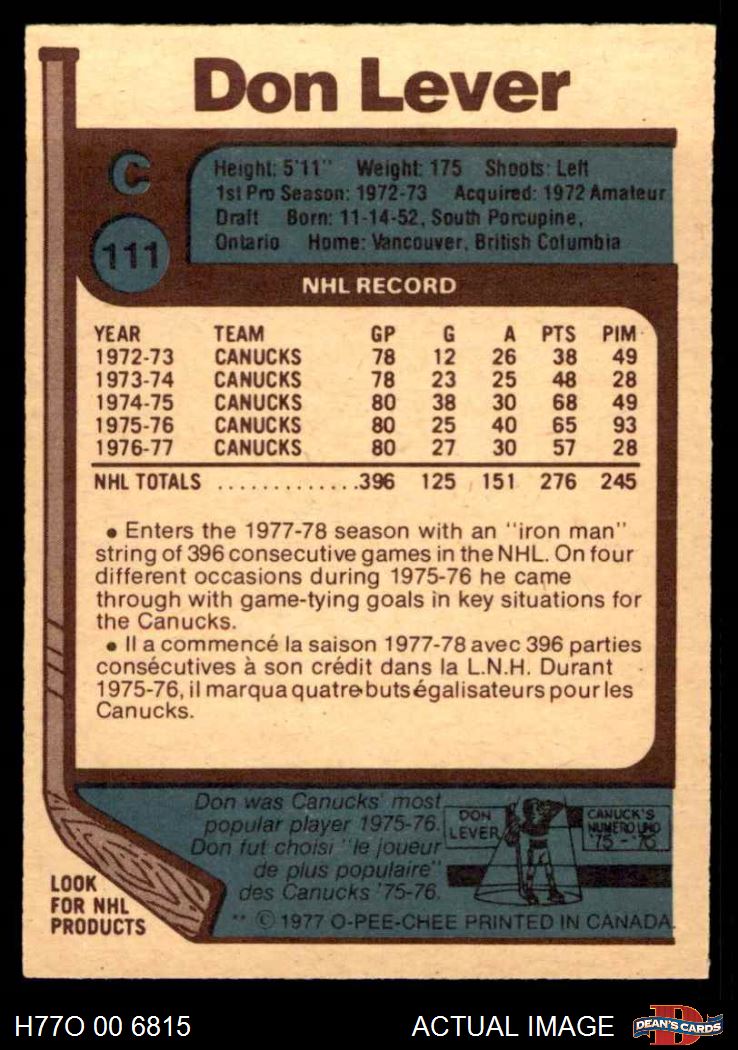 Don Lever
C
111
Height: 5'11" Weight: 175 Shoots: Left
1st Pro Season: 1972-73 Acquired: 1972 Amateur
Draft Born: 11-14-52, South Porcupine,
Ontario Home: Vancouver, British Columbia
NHL RECORD
YEAR TEAM GP G A PTS PIM
1972-73 CANUCKS 78 12 26 38 49
1973-74 CANUCKS 78 23 25 48 28
1974-75 CANUCKS 80 38 30 68 49
1975-76 CANUCKS 80 25 40 65 93
1976-77 CANUCKS 80 27 30 57 28
NHL TOTALS .............396 125 151 276 245
• Enters the 1977-78 season with an "iron man"
string of 396 consecutive games in the NHL. On four
different occasions during 1975-76 he came
through with game-tying goals in key situations for
the Canucks.
• Il a commencé la saison 1977-78 avec 396 parties
consécutives à son crédit dans la L.N.H. Durant
1975-76, il marqua quatre buts égalisateurs pour les
Canucks.
Don was Canucks' most
popular player 1975-76.
Don fut choisi "le joueur
de plus populaire"
des Canucks '75-76.
DON
LEVER
CANUCK'S
NUMERO UNO
'75-'76
LOOK
FOR NHL
PRODUCTS
** © 1977 O-PEE-CHEE PRINTED IN CANADA
H77O 00 6815
ACTUAL IMAGE
D
DEAN'S CARDS